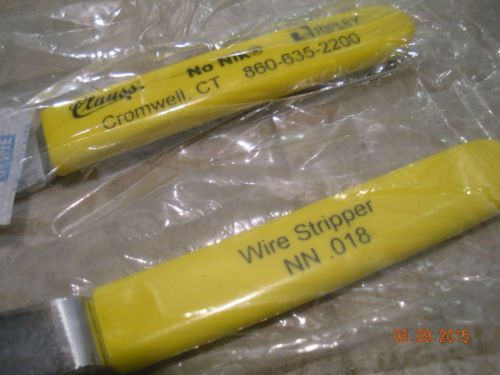 Clauss
No Nik® RIPLEY
Cromwell, CT 860-635-2200
Wire Stripper
NN .018
09.09.2015